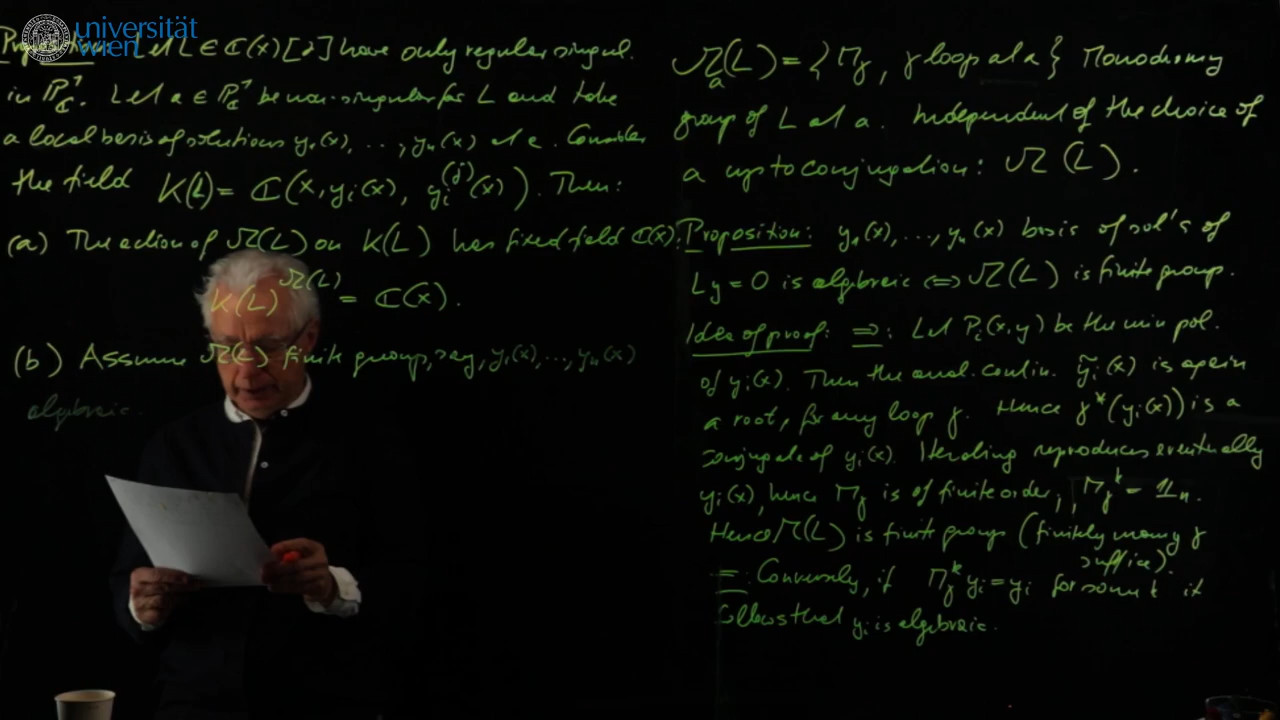 universität
wien
Proposition: Let L ∈ ℂ(x)[∂] have only regular singul.
in ℙ¹_ℂ. Let a ∈ ℙ¹_ℂ be non-singular for L and take
a local basis of solutions y₁(x), ..., yₙ(x) at a. Consider
the field K(L) = ℂ(x, yᵢ(x), yᵢ⁽ʲ⁾(x)). Then:
(a) The action of 𝓜(L) on K(L) has fixed field ℂ(x):
K(L)^𝓜(L) = ℂ(x).
(b) Assume 𝓜(L) finite group, say, y₁(x), ..., yₙ(x)
algebraic.
𝓜ₐ(L) = {M_γ, γ loop at a} Monodromy
group of L at a. Independent of the choice of
a up to conjugation: 𝓜(L).
Proposition: y₁(x), ..., yₙ(x) basis of sol's of
Ly = 0 is algebraic ⇔ 𝓜(L) is finite group.
Idea of proof: ⇒: Let Pᵢ(x,y) be the min pol.
of yᵢ(x). Then the anal. contin. ỹᵢ(x) is again
a root, for any loop γ. Hence γ*(yᵢ(x)) is a
conjugate of yᵢ(x). Iterating reproduces eventually
yᵢ(x), hence M_γ is of finite order, M_γᵏ = 1ₙ.
Hence M(L) is finite group (finitely many γ
suffice).
⇐: Conversely, if M_γᵏ yᵢ = yᵢ for some k it
follows that yᵢ is algebraic.